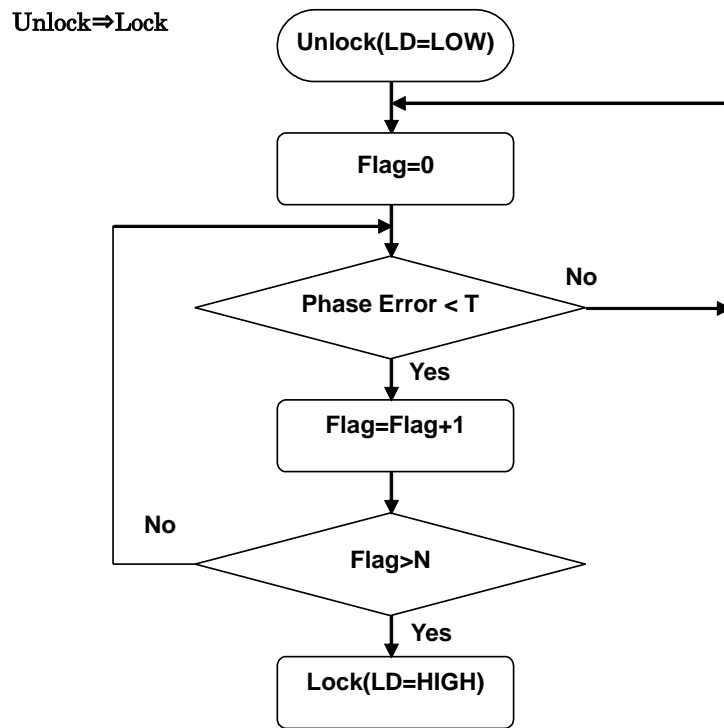 Unlock⇒Lock
Unlock(LD=LOW)
Flag=0
Phase Error < T
No
Yes
Flag=Flag+1
No
Flag>N
Yes
Lock(LD=HIGH)